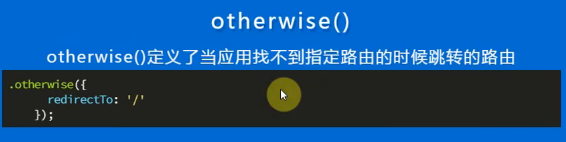 otherwise()
otherwise()定义了当应用找不到指定路由的时候跳转的路由
.otherwise({
redirectTo: '/'
});